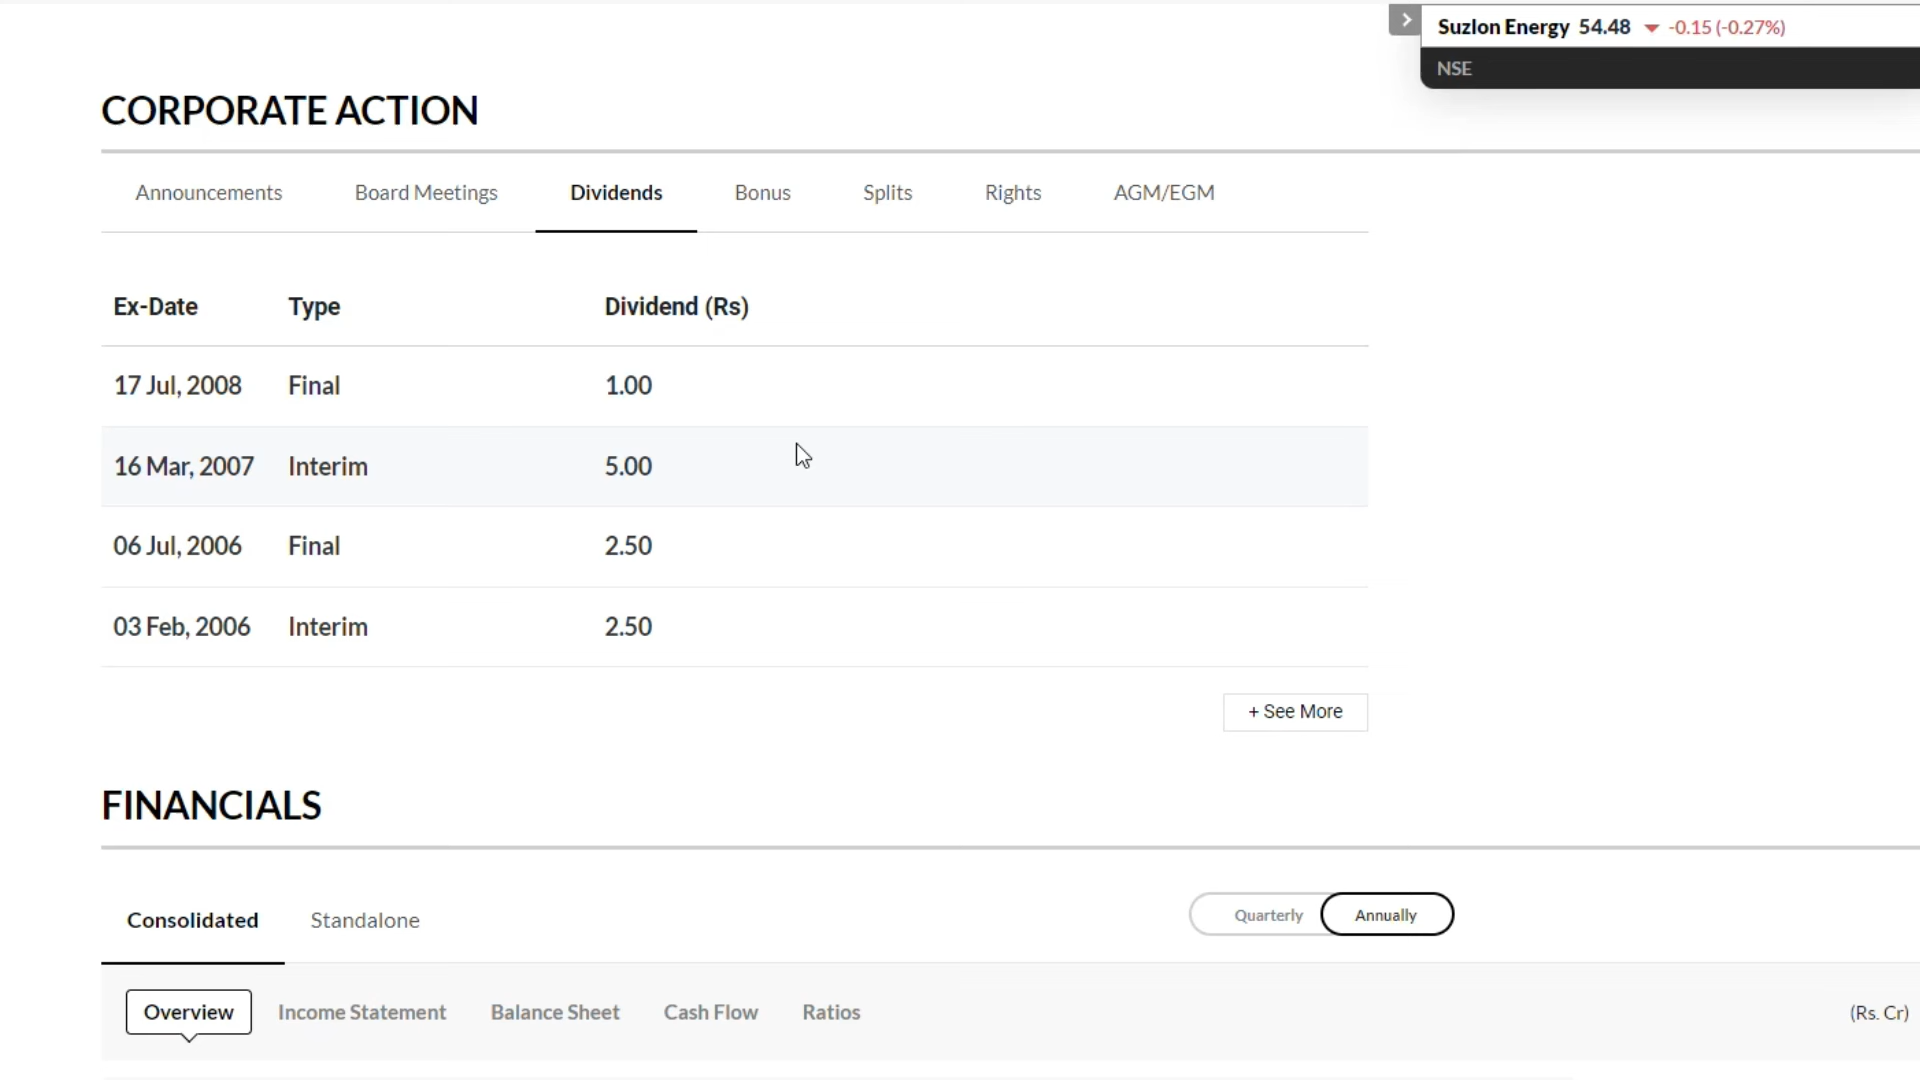 Suzlon Energy 54.48 -0.15 (-0.27%)
NSE
CORPORATE ACTION
Announcements Board Meetings Dividends Bonus Splits Rights AGM/EGM
Ex-Date Type Dividend (Rs)
17 Jul, 2008 Final 1.00
16 Mar, 2007 Interim 5.00
06 Jul, 2006 Final 2.50
03 Feb, 2006 Interim 2.50
+ See More
FINANCIALS
Consolidated Standalone Quarterly Annually
Overview Income Statement Balance Sheet Cash Flow Ratios (Rs. Cr)